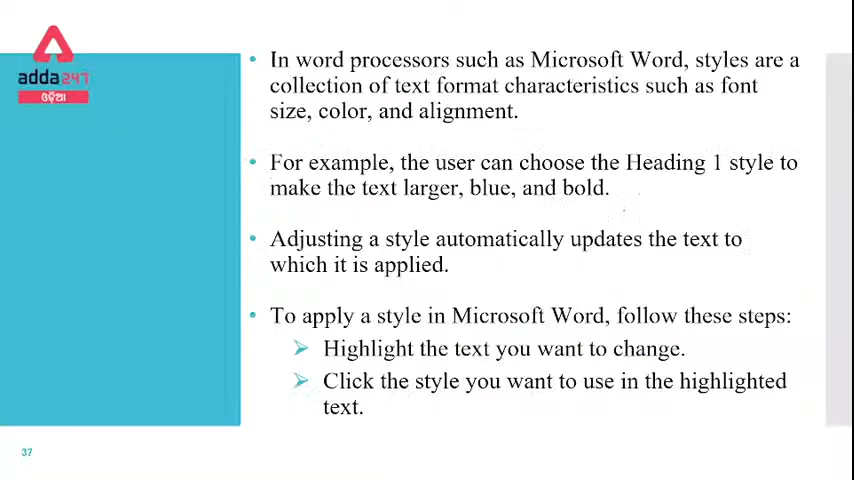 adda247
ଓଡ଼ିଆ
In word processors such as Microsoft Word, styles are a
collection of text format characteristics such as font
size, color, and alignment.
For example, the user can choose the Heading 1 style to
make the text larger, blue, and bold.
Adjusting a style automatically updates the text to
which it is applied.
To apply a style in Microsoft Word, follow these steps:
Highlight the text you want to change.
Click the style you want to use in the highlighted
text.
37